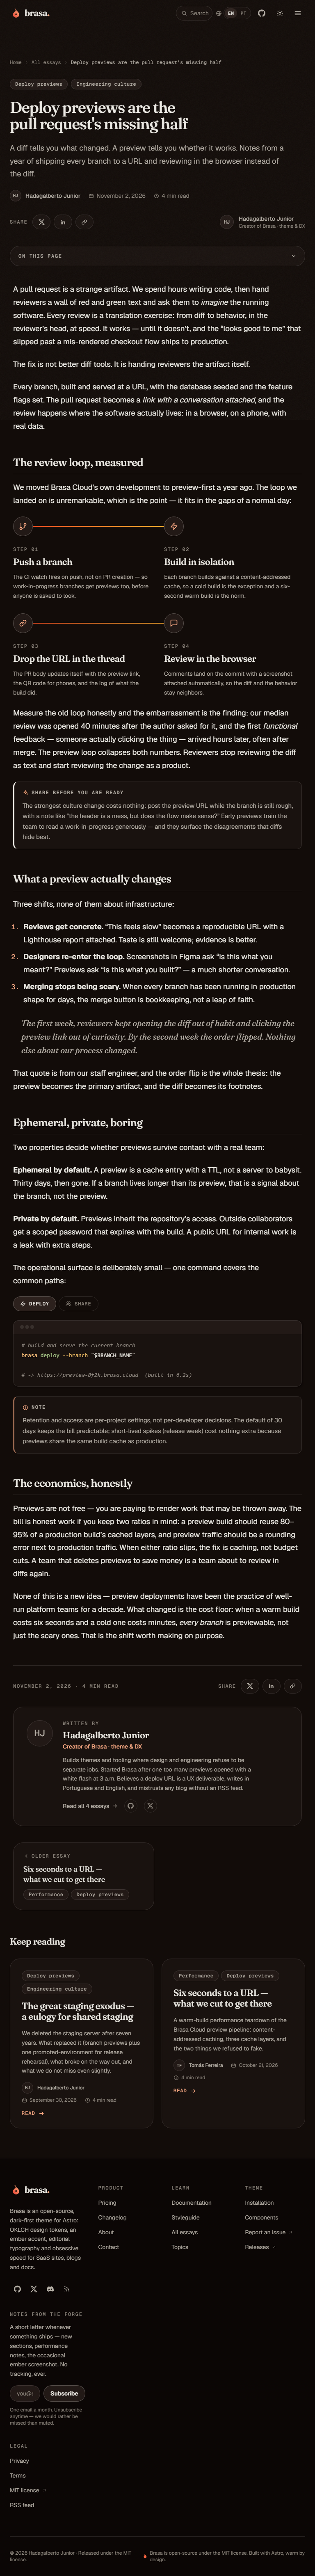 brasa.
Search
EN PT
Home / All essays / Deploy previews are the pull request's missing half
Deploy previews
Engineering culture
Deploy previews are the
pull request's missing half
A diff tells you what changed. A preview tells you whether it works. Notes from a
year of shipping every branch to a URL and reviewing in the browser instead of
the diff.
HJ Hadagalberto Junior November 2, 2026 4 min read
SHARE
HJ Hadagalberto Junior
Creator of Brasa · theme & DX
ON THIS PAGE
A pull request is a strange artifact. We spend hours writing code, then hand
reviewers a wall of red and green text and ask them to imagine the running
software. Every review is a translation exercise: from diff to behavior, in the
reviewer's head, at speed. It works — until it doesn't, and the “looks good to me” that
slipped past a mis-rendered checkout flow ships to production.
The fix is not better diff tools. It is handing reviewers the artifact itself.
Every branch, built and served at a URL, with the database seeded and the feature
flags set. The pull request becomes a link with a conversation attached, and the
review happens where the software actually lives: in a browser, on a phone, with
real data.
The review loop, measured
We moved Brasa Cloud's own development to preview-first a year ago. The loop we
landed on is unremarkable, which is the point — it fits in the gaps of a normal day:
STEP 01
Push a branch
The CI watch fires on push, not on PR creation — so
work-in-progress branches get previews too, before
anyone is asked to look.
STEP 02
Build in isolation
Each branch builds against a content-addressed
cache, so a cold build is the exception and a six-
second warm build is the norm.
STEP 03
Drop the URL in the thread
The PR body updates itself with the preview link,
the QR code for phones, and the log of what the
build did.
STEP 04
Review in the browser
Comments land on the commit with a screenshot
attached automatically, so the diff and the behavior
stay neighbors.
Measure the old loop honestly and the embarrassment is the finding: our median
review was opened 40 minutes after the author asked for it, and the first functional
feedback — someone actually clicking the thing — arrived hours later, often after
merge. The preview loop collapses both numbers. Reviewers stop reviewing the diff
as text and start reviewing the change as a product.
SHARE BEFORE YOU ARE READY
The strongest culture change costs nothing: post the preview URL while the branch is still rough,
with a note like “the header is a mess, but does the flow make sense?” Early previews train the
team to read a work-in-progress generously — and they surface the disagreements that diffs
hide best.
What a preview actually changes
Three shifts, none of them about infrastructure:
1. Reviews get concrete. “This feels slow” becomes a reproducible URL with a
Lighthouse report attached. Taste is still welcome; evidence is better.
2. Designers re-enter the loop. Screenshots in Figma ask “is this what you
meant?” Previews ask “is this what you built?” — a much shorter conversation.
3. Merging stops being scary. When every branch has been running in production
shape for days, the merge button is bookkeeping, not a leap of faith.
The first week, reviewers kept opening the diff out of habit and clicking the
preview link out of curiosity. By the second week the order flipped. Nothing
else about process changed.
That quote is from our staff engineer, and the order flip is the whole thesis: the
preview becomes the primary artifact, and the diff becomes its footnotes.
Ephemeral, private, boring
Two properties decide whether previews survive contact with a real team:
Ephemeral by default. A preview is a cache entry with a TTL, not a server to babysit.
Thirty days, then gone. If a branch lives longer than its preview, that is a signal about
the branch, not the preview.
Private by default. Previews inherit the repository's access. Outside collaborators
get a scoped password that expires with the build. A public URL for internal work is
a leak with extra steps.
The operational surface is deliberately small — one command covers the
common paths:
DEPLOY
SHARE
# build and serve the current branch
brasa deploy --branch "$BRANCH_NAME"
# -> https://preview-8f2k.brasa.cloud (built in 6.2s)
NOTE
Retention and access are per-project settings, not per-developer decisions. The default of 30
days keeps the bill predictable; short-lived spikes (release week) cost nothing extra because
previews share the same build cache as production.
The economics, honestly
Previews are not free — you are paying to render work that may be thrown away. The
bill is honest work if you keep two ratios in mind: a preview build should reuse 80–
95% of a production build's cached layers, and preview traffic should be a rounding
error next to production traffic. When either ratio slips, the fix is caching, not budget
cuts. A team that deletes previews to save money is a team about to review in
diffs again.
None of this is a new idea — preview deployments have been the practice of well-
run platform teams for a decade. What changed is the cost floor: when a warm build
costs six seconds and a cold one costs minutes, every branch is previewable, not
just the scary ones. That is the shift worth making on purpose.
NOVEMBER 2, 2026 · 4 MIN READ
SHARE
HJ
WRITTEN BY
Hadagalberto Junior
Creator of Brasa · theme & DX
Builds themes and tooling where design and engineering refuse to be
separate jobs. Started Brasa after one too many previews opened with a
white flash at 3 a.m. Believes a deploy URL is a UX deliverable, writes in
Portuguese and English, and mistrusts any blog without an RSS feed.
Read all 4 essays →
OLDER ESSAY
Six seconds to a URL —
what we cut to get there
Performance
Deploy previews
Keep reading
Deploy previews
Engineering culture
The great staging exodus —
a eulogy for shared staging
We deleted the staging server after seven
years. What replaced it (branch previews plus
one promoted-environment for release
rehearsal), what broke on the way out, and
what we do not miss even slightly.
HJ Hadagalberto Junior
September 30, 2026 4 min read
READ →
Performance
Deploy previews
Six seconds to a URL —
what we cut to get there
A warm-build performance teardown of the
Brasa Cloud preview pipeline: content-
addressed caching, three cache layers, and
the two things we refused to fake.
TF Tomás Ferreira October 21, 2026
4 min read
READ →
brasa.
Brasa is an open-source,
dark-first theme for Astro:
OKLCH design tokens, an
ember accent, editorial
typography and obsessive
speed for SaaS sites, blogs
and docs.
PRODUCT
Pricing
Changelog
About
Contact
LEARN
Documentation
Styleguide
All essays
Topics
THEME
Installation
Components
Report an issue
Releases
NOTES FROM THE FORGE
A short letter whenever
something ships — new
sections, performance
notes, the occasional
ember screenshot. No
tracking, ever.
Subscribe
One email a month. Unsubscribe
anytime — we would rather be
missed than muted.
LEGAL
Privacy
Terms
MIT license
RSS feed
© 2026 Hadagalberto Junior · Released under the MIT
license.
Brasa is open-source under the MIT license. Built with Astro, warm by
design.